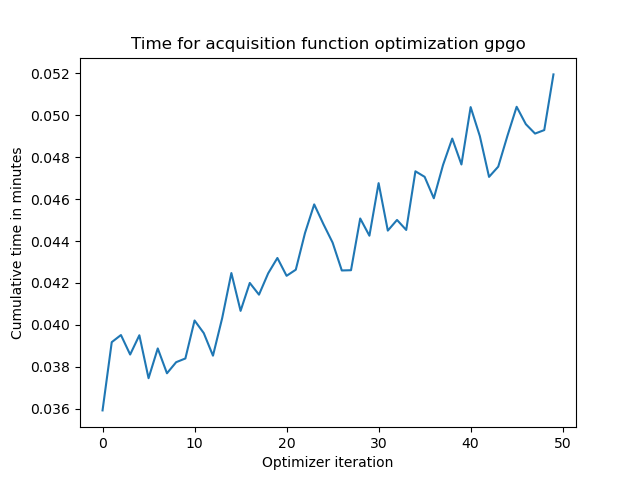 Time for acquisition function optimization gpgo
0.052
0.050
0.048
0.046
0.044
0.042
0.040
0.038
0.036
Cumulative time in minutes
0 10 20 30 40 50
Optimizer iteration